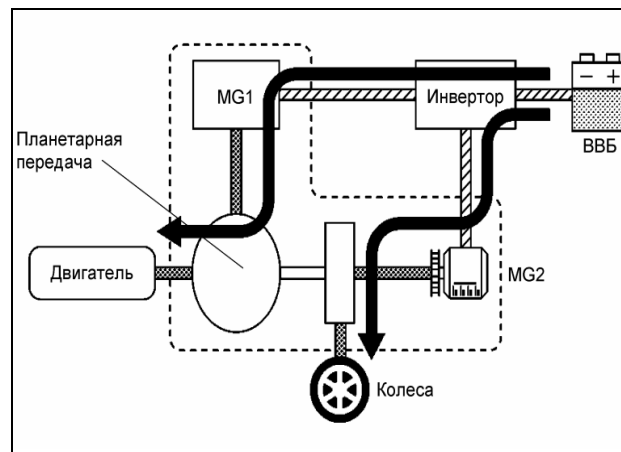 MG1
Инвертор
ВВБ
Планетарная
передача
Двигатель
MG2
Колеса